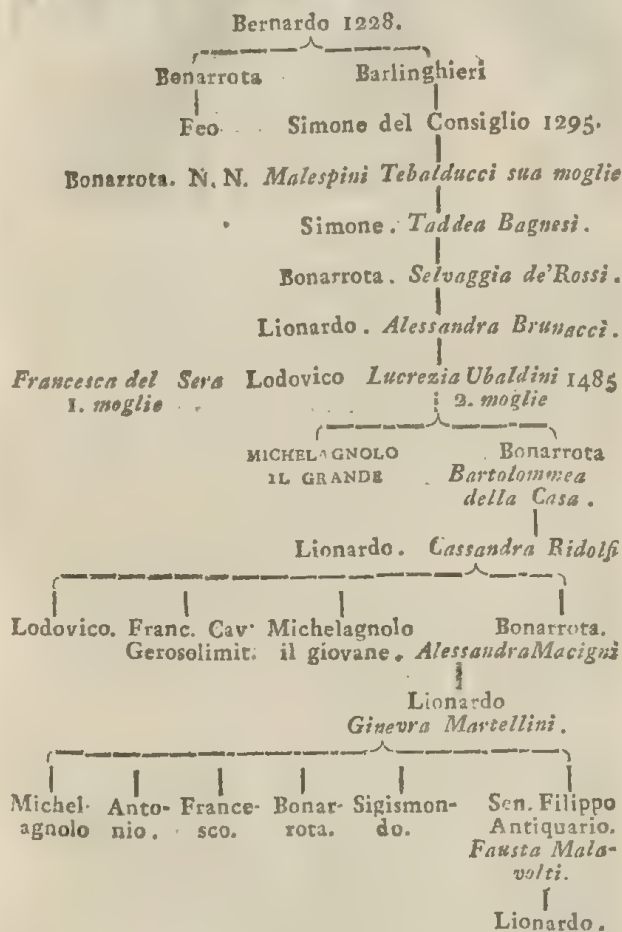 Bernardo 1228.
Bonarrota Barlinghieri
Feo Simone del Consiglio 1295.
Bonarrota. N. N. Malespini Tebalducci sua moglie
Simone. Taddea Bagnesi.
Bonarrota. Selvaggia de'Rossi.
Lionardo. Alessandra Brunacci.
Francesca del Sera Lodovico Lucrezia Ubaldini 1485
1. moglie 2. moglie
MICHELAGNOLO Bonarrota
IL GRANDE Bartolommea
della Casa.
Lionardo. Cassandra Ridolfi
Lodovico. Franc. Cav. Michelagnolo Bonarrota.
Gerosolimit. il giovane. Alessandra Macigni
Lionardo
Ginevra Martellini.
Michel- Anto- France- Bonar- Sigismon- Sen. Filippo
agnolo nio. sco. rota. do. Antiquario.
Fausta Mala-
volti.
Lionardo.